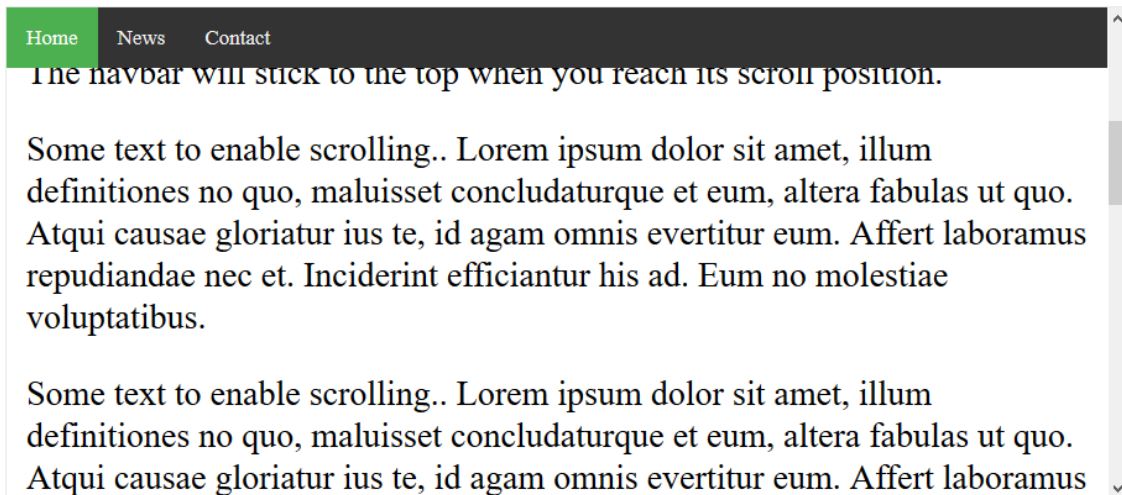 Home News Contact
The navbar will stick to the top when you reach its scroll position.
Some text to enable scrolling.. Lorem ipsum dolor sit amet, illum
definitiones no quo, maluisset concludaturque et eum, altera fabulas ut quo.
Atqui causae gloriatur ius te, id agam omnis evertitur eum. Affert laboramus
repudiandae nec et. Inciderint efficiantur his ad. Eum no molestiae
voluptatibus.
Some text to enable scrolling.. Lorem ipsum dolor sit amet, illum
definitiones no quo, maluisset concludaturque et eum, altera fabulas ut quo.
Atqui causae gloriatur ius te, id agam omnis evertitur eum. Affert laboramus